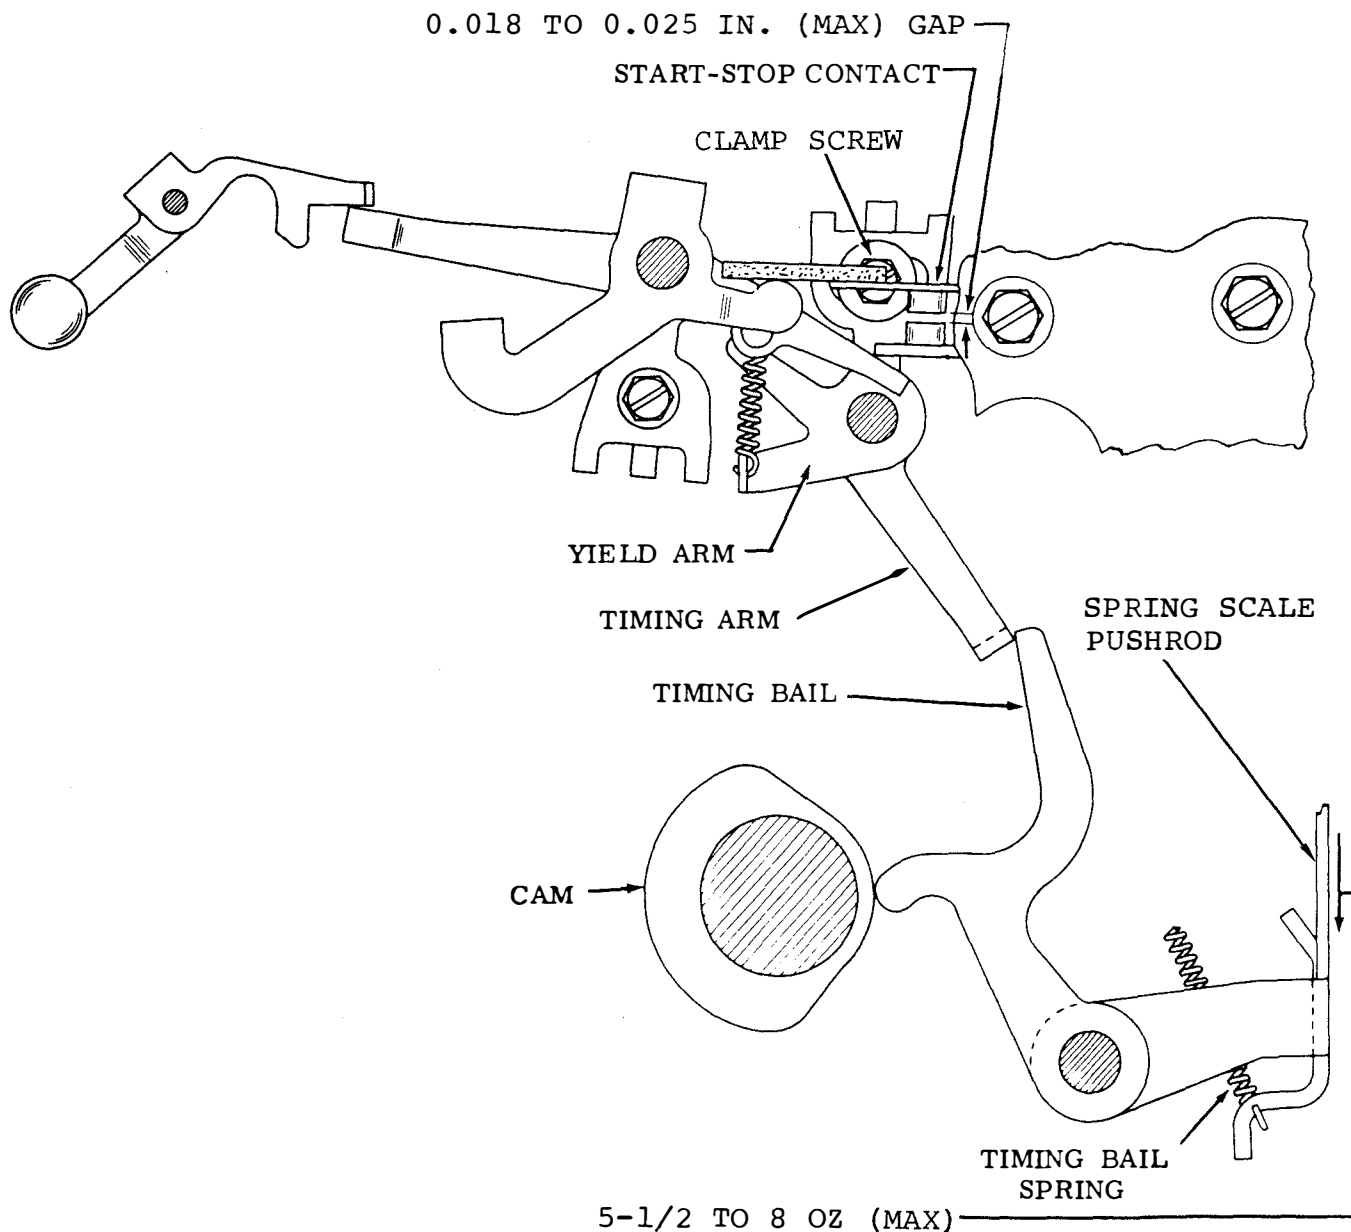 0.018 TO 0.025 IN. (MAX) GAP
START-STOP CONTACT
CLAMP SCREW
YIELD ARM
TIMING ARM
SPRING SCALE
PUSHROD
TIMING BAIL
CAM
TIMING BAIL
SPRING
5-1/2 TO 8 OZ (MAX)